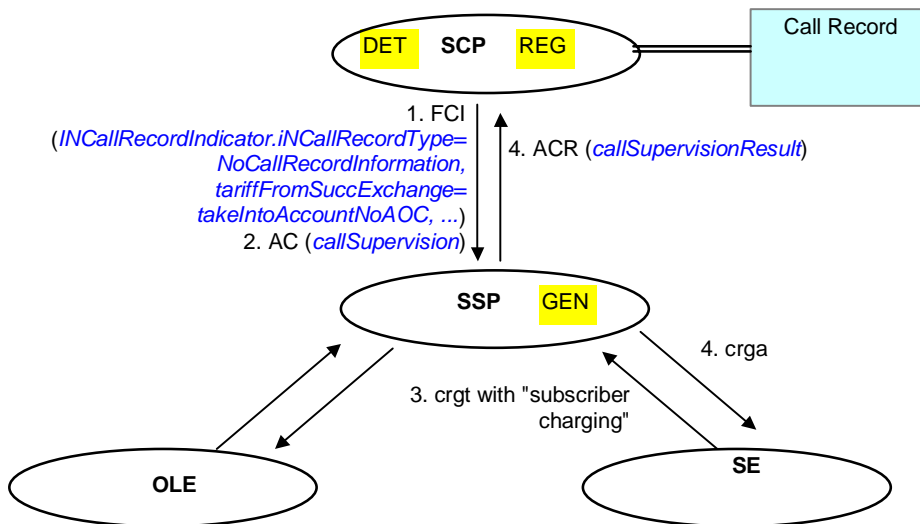 DET SCP REG
Call Record
1. FCI
(INCallRecordIndicator.iNCallRecordType=
NoCallRecordInformation,
tariffFromSuccExchange=
takeIntoAccountNoAOC, ...)
2. AC (callSupervision)
4. ACR (callSupervisionResult)
SSP GEN
4. crga
3. crgt with "subscriber
charging"
OLE
SE